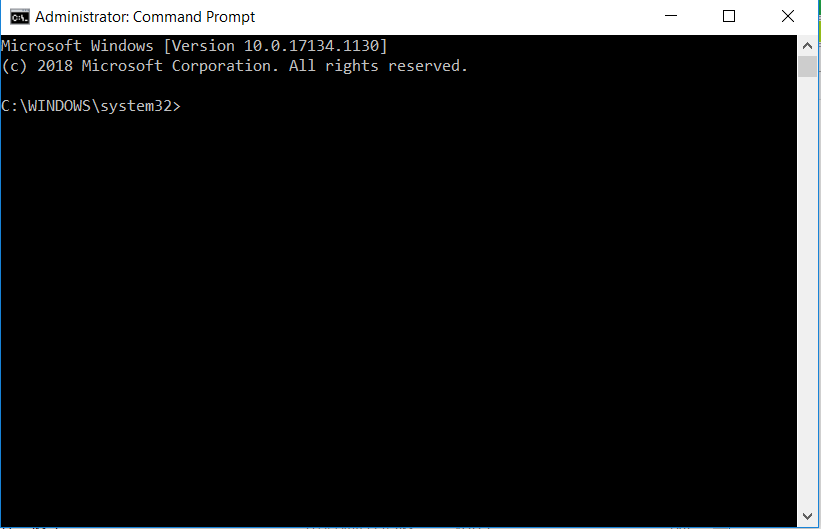 Administrator: Command Prompt
Microsoft Windows [Version 10.0.17134.1130]
(c) 2018 Microsoft Corporation. All rights reserved.
C:\WINDOWS\system32>